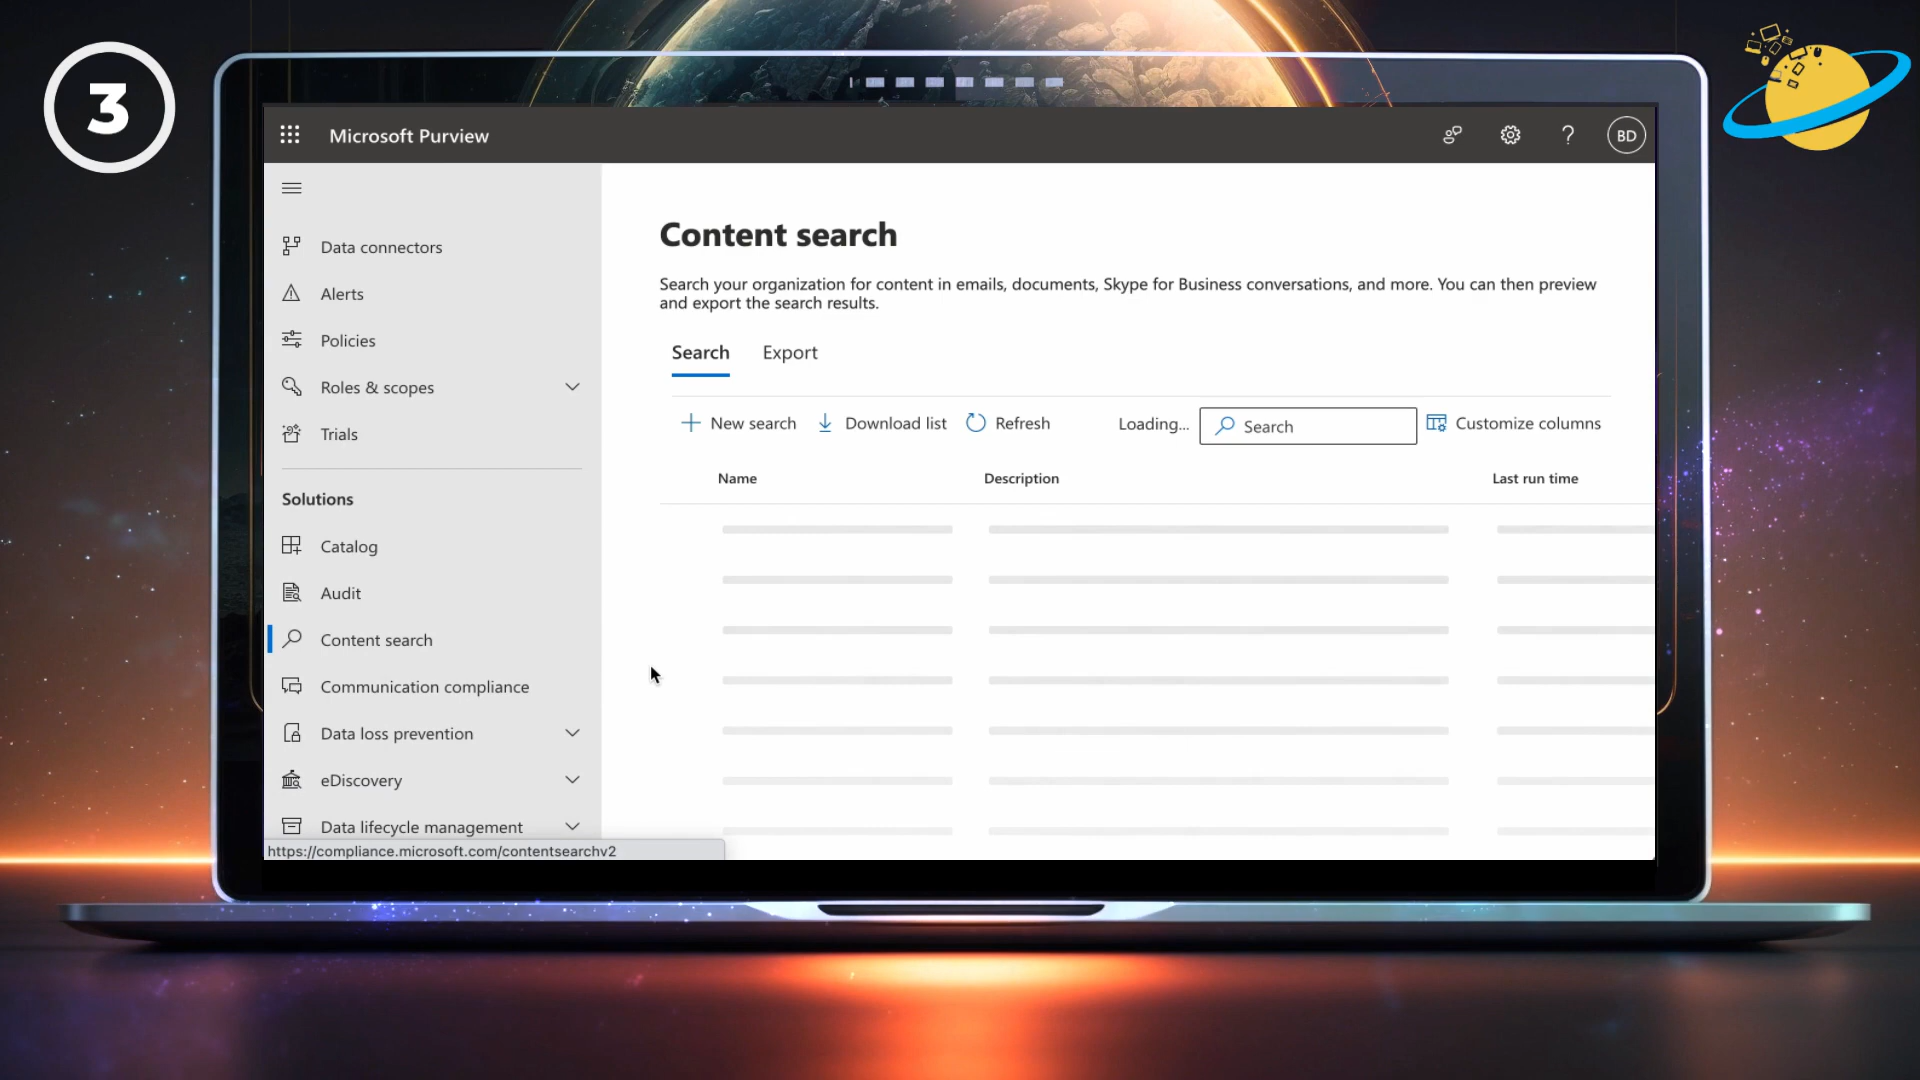 3
Microsoft Purview
BD
Data connectors
Alerts
Policies
Roles & scopes
Trials
Solutions
Catalog
Audit
Content search
Communication compliance
Data loss prevention
eDiscovery
Data lifecycle management
https://compliance.microsoft.com/contentsearchv2
Content search
Search your organization for content in emails, documents, Skype for Business conversations, and more. You can then preview
and export the search results.
Search Export
New search Download list Refresh Loading... Search Customize columns
Name Description Last run time